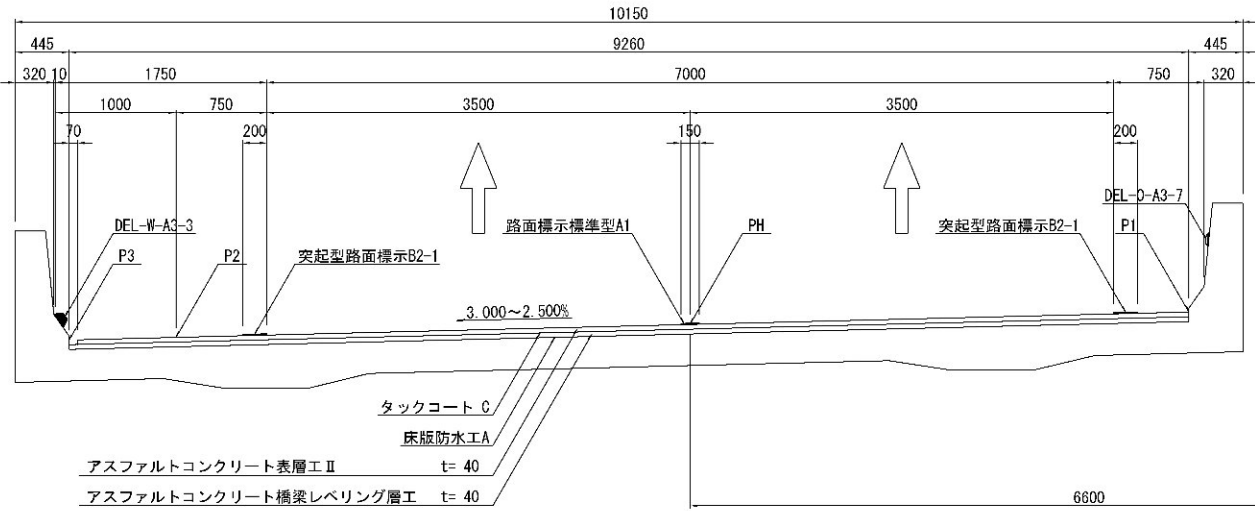 10150
445 9260 445
320 10 1750 7000 750 320
1000 750 3500 3500
70 200 150 200
DEL-W-A3-3 路面標示標準型A1 PH 突起型路面標示B2-1 P1 DEL-O-A3-7
P3 P2 突起型路面標示B2-1
3.000～2.500%
タックコート C
床版防水工A
アスファルトコンクリート表層工Ⅱ t= 40
アスファルトコンクリート橋梁レベリング層工 t= 40
6600